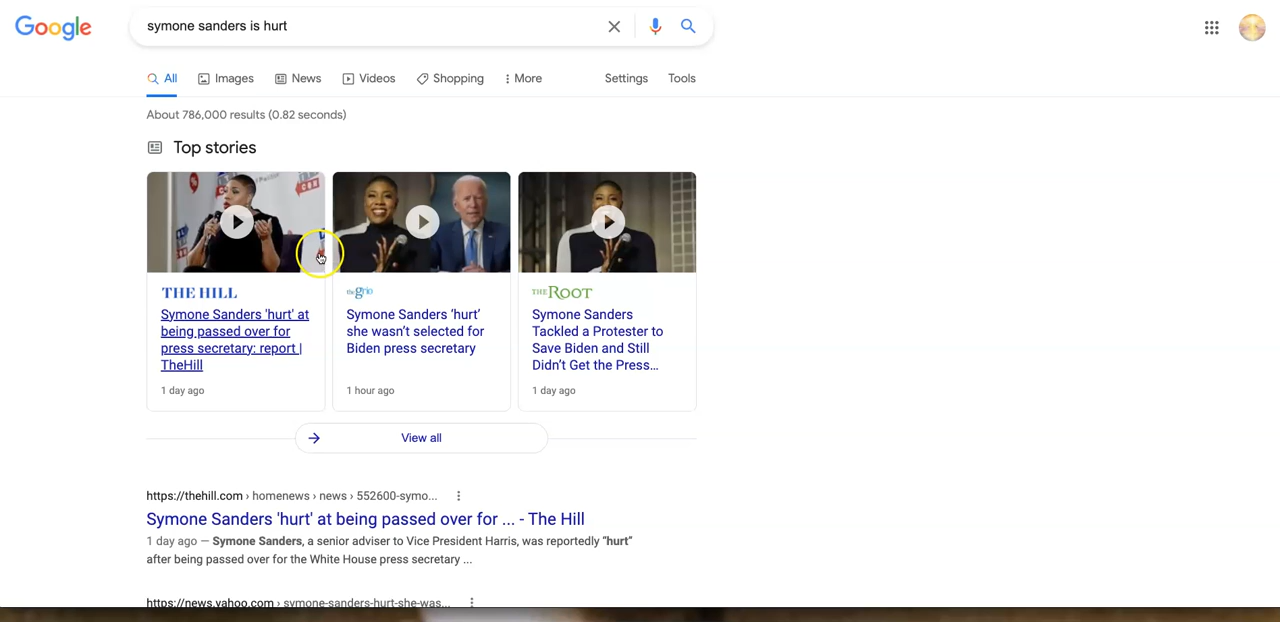 Google
symone sanders is hurt
All Images News Videos Shopping More Settings Tools
About 786,000 results (0.82 seconds)
Top stories
THE HILL
Symone Sanders 'hurt' at
being passed over for
press secretary: report |
TheHill
1 day ago
thegrio
Symone Sanders ‘hurt’
she wasn’t selected for
Biden press secretary
1 hour ago
THE ROOT
Symone Sanders
Tackled a Protester to
Save Biden and Still
Didn’t Get the Press...
1 day ago
View all
https://thehill.com › homenews › news › 552600-symo...
Symone Sanders 'hurt' at being passed over for ... - The Hill
1 day ago — Symone Sanders, a senior adviser to Vice President Harris, was reportedly “hurt”
after being passed over for the White House press secretary ...
https://news.yahoo.com › symone-sanders-hurt-she-was...